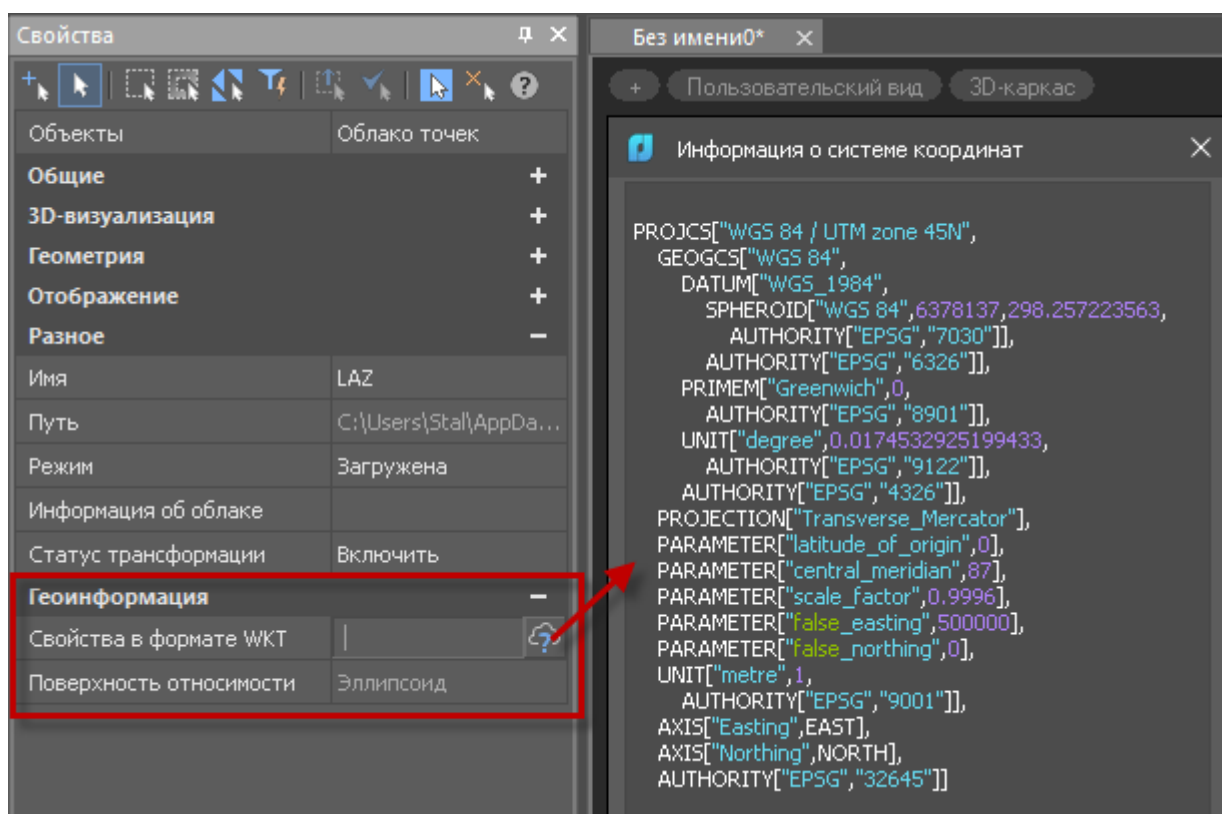 Свойства
Объекты Облако точек
Общие
3D-визуализация
Геометрия
Отображение
Разное
Имя LAZ
Путь C:\Users\Stal\AppDa...
Режим Загружена
Информация об облаке
Статус трансформации Включить
Геоинформация
Свойства в формате WKT
Поверхность относимости Эллипсоид
Без имени0*
+ Пользовательский вид 3D-каркас
Информация о системе координат
PROJCS["WGS 84 / UTM zone 45N",
GEOGCS["WGS 84",
DATUM["WGS_1984",
SPHEROID["WGS 84",6378137,298.257223563,
AUTHORITY["EPSG","7030"]],
AUTHORITY["EPSG","6326"]],
PRIMEM["Greenwich",0,
AUTHORITY["EPSG","8901"]],
UNIT["degree",0.0174532925199433,
AUTHORITY["EPSG","9122"]],
AUTHORITY["EPSG","4326"]],
PROJECTION["Transverse_Mercator"],
PARAMETER["latitude_of_origin",0],
PARAMETER["central_meridian",87],
PARAMETER["scale_factor",0.9996],
PARAMETER["false_easting",500000],
PARAMETER["false_northing",0],
UNIT["metre",1,
AUTHORITY["EPSG","9001"]],
AXIS["Easting",EAST],
AXIS["Northing",NORTH],
AUTHORITY["EPSG","32645"]]